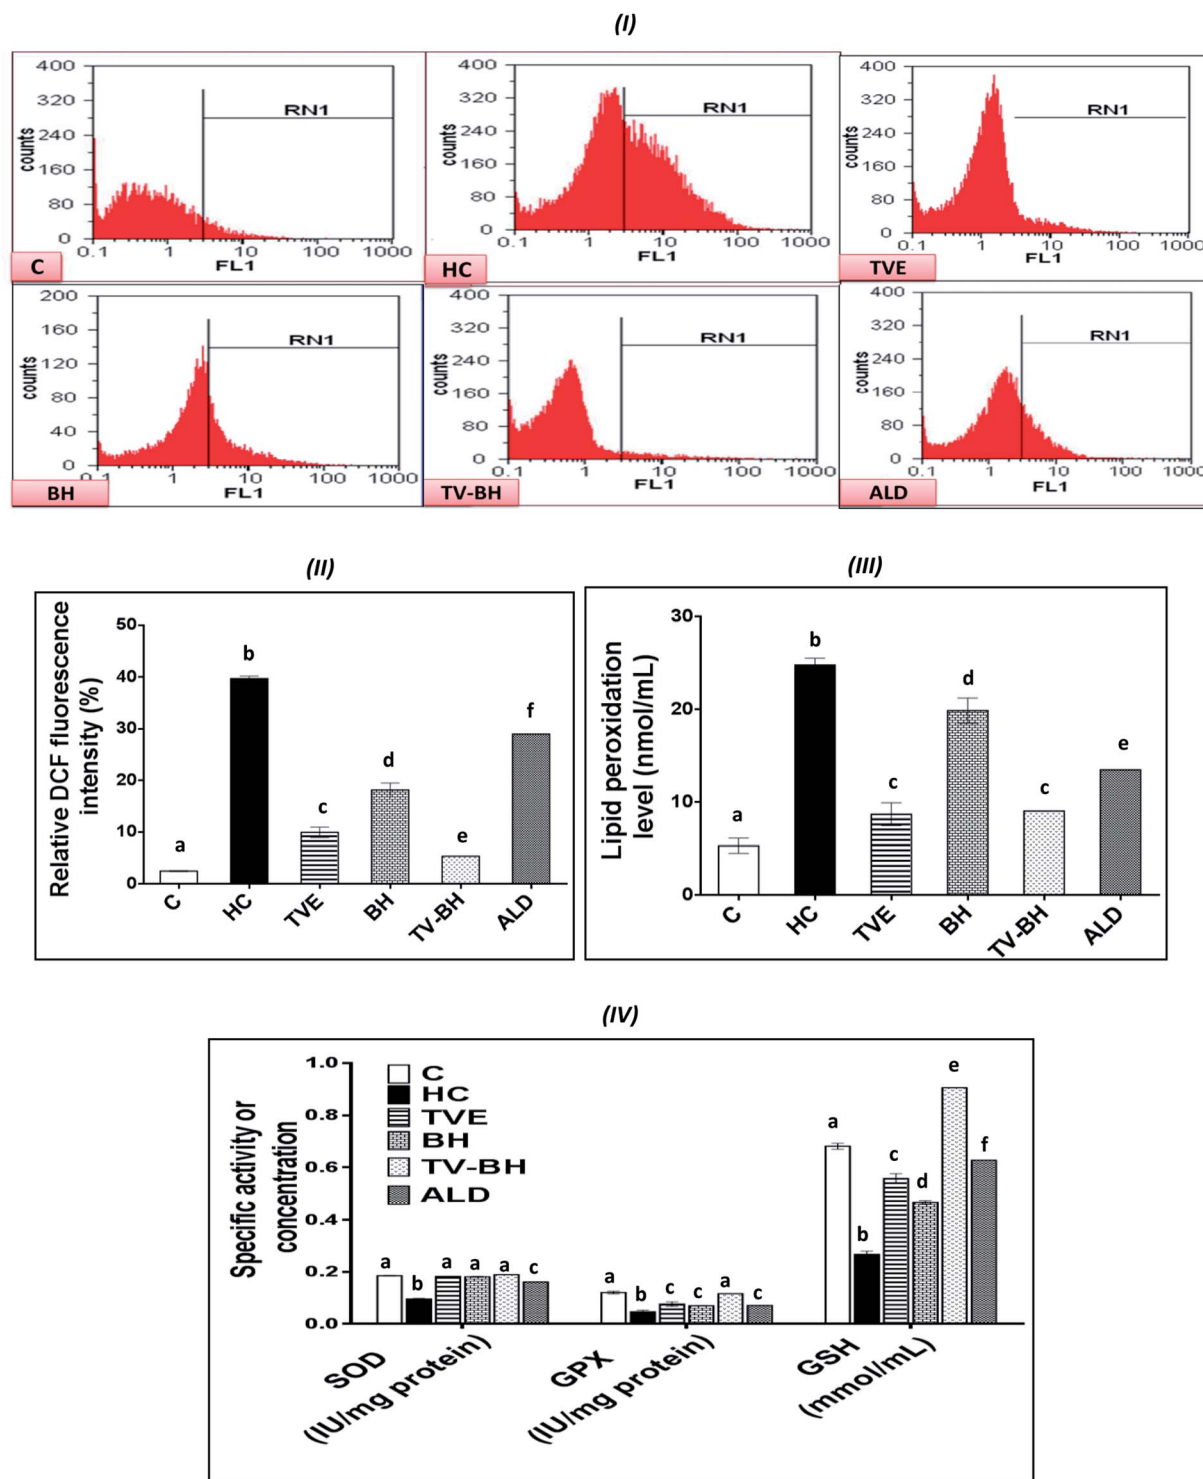 (I)
400
320
240
160
80
0
counts
RN1
0.1 1 10 100 1000
FL1
C
400
320
240
160
80
0
counts
RN1
0.1 1 10 100 1000
FL1
HC
400
320
240
160
80
0
counts
RN1
0.1 1 10 100 1000
FL1
TVE
200
160
120
80
40
0
counts
RN1
0.1 1 10 100 1000
FL1
BH
400
320
240
160
80
0
counts
RN1
0.1 1 10 100 1000
FL1
TV-BH
400
320
240
160
80
0
counts
RN1
0.1 1 10 100 1000
FL1
ALD
(II)
Relative DCF fluorescence
intensity (%)
50
40
30
20
10
0
a b c d e f
C HC TVE BH TV-BH ALD
(III)
Lipid peroxidation
level (nmol/mL)
30
20
10
0
a b c d c e
C HC TVE BH TV-BH ALD
(IV)
Specific activity or
concentration
1.0
0.8
0.6
0.4
0.2
0.0
C
HC
TVE
BH
TV-BH
ALD
a b a a a c
a b c c a c
a b c d e f
SOD
(IU/mg protein)
GPX
(IU/mg protein)
GSH
(mmol/mL)